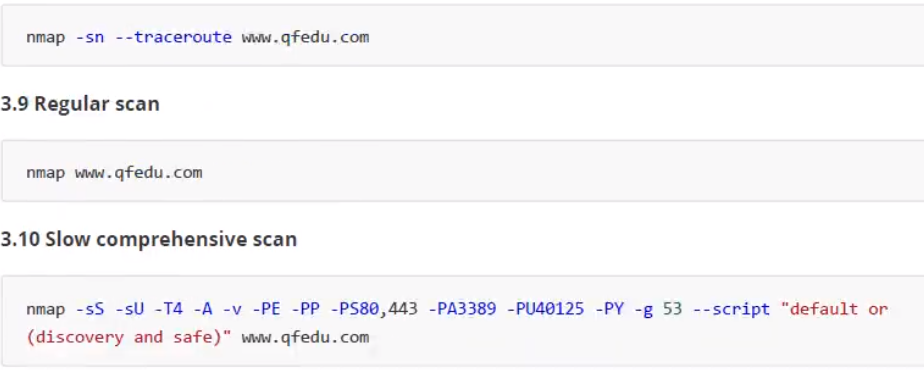 nmap -sn --traceroute www.qfedu.com
3.9 Regular scan
nmap www.qfedu.com
3.10 Slow comprehensive scan
nmap -sS -sU -T4 -A -v -PE -PP -PS80,443 -PA3389 -PU40125 -PY -g 53 --script "default or
(discovery and safe)" www.qfedu.com